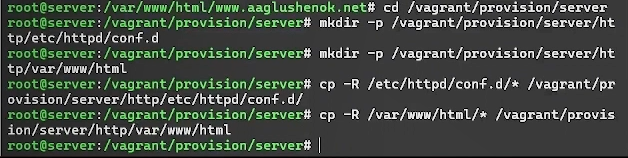 root@server:/var/www/html/www.aaglushenok.net# cd /vagrant/provision/server
root@server:/vagrant/provision/server# mkdir -p /vagrant/provision/server/ht
tp/etc/httpd/conf.d
root@server:/vagrant/provision/server# mkdir -p /vagrant/provision/server/ht
tp/var/www/html
root@server:/vagrant/provision/server# cp -R /etc/httpd/conf.d/* /vagrant/pr
ovision/server/http/etc/httpd/conf.d/
root@server:/vagrant/provision/server# cp -R /var/www/html/* /vagrant/provis
ion/server/http/var/www/html
root@server:/vagrant/provision/server#